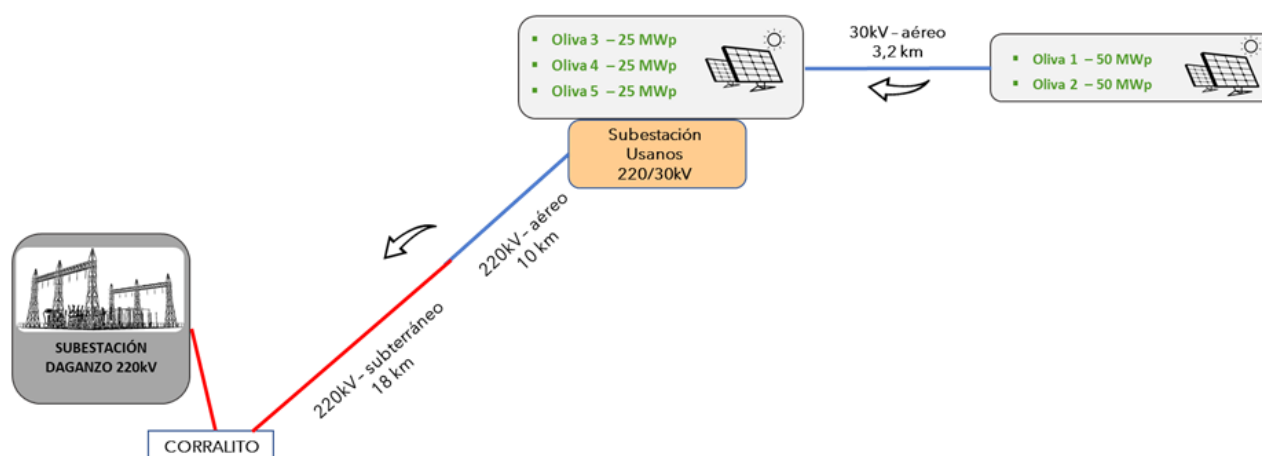 Oliva 3 – 25 MWp
Oliva 4 – 25 MWp
Oliva 5 – 25 MWp
30kV – aéreo
3,2 km
Oliva 1 – 50 MWp
Oliva 2 – 50 MWp
Subestación
Usanos
220/30kV
220kV – aéreo
10 km
220kV – subterráneo
18 km
SUBESTACIÓN
DAGANZO 220kV
CORRALITO